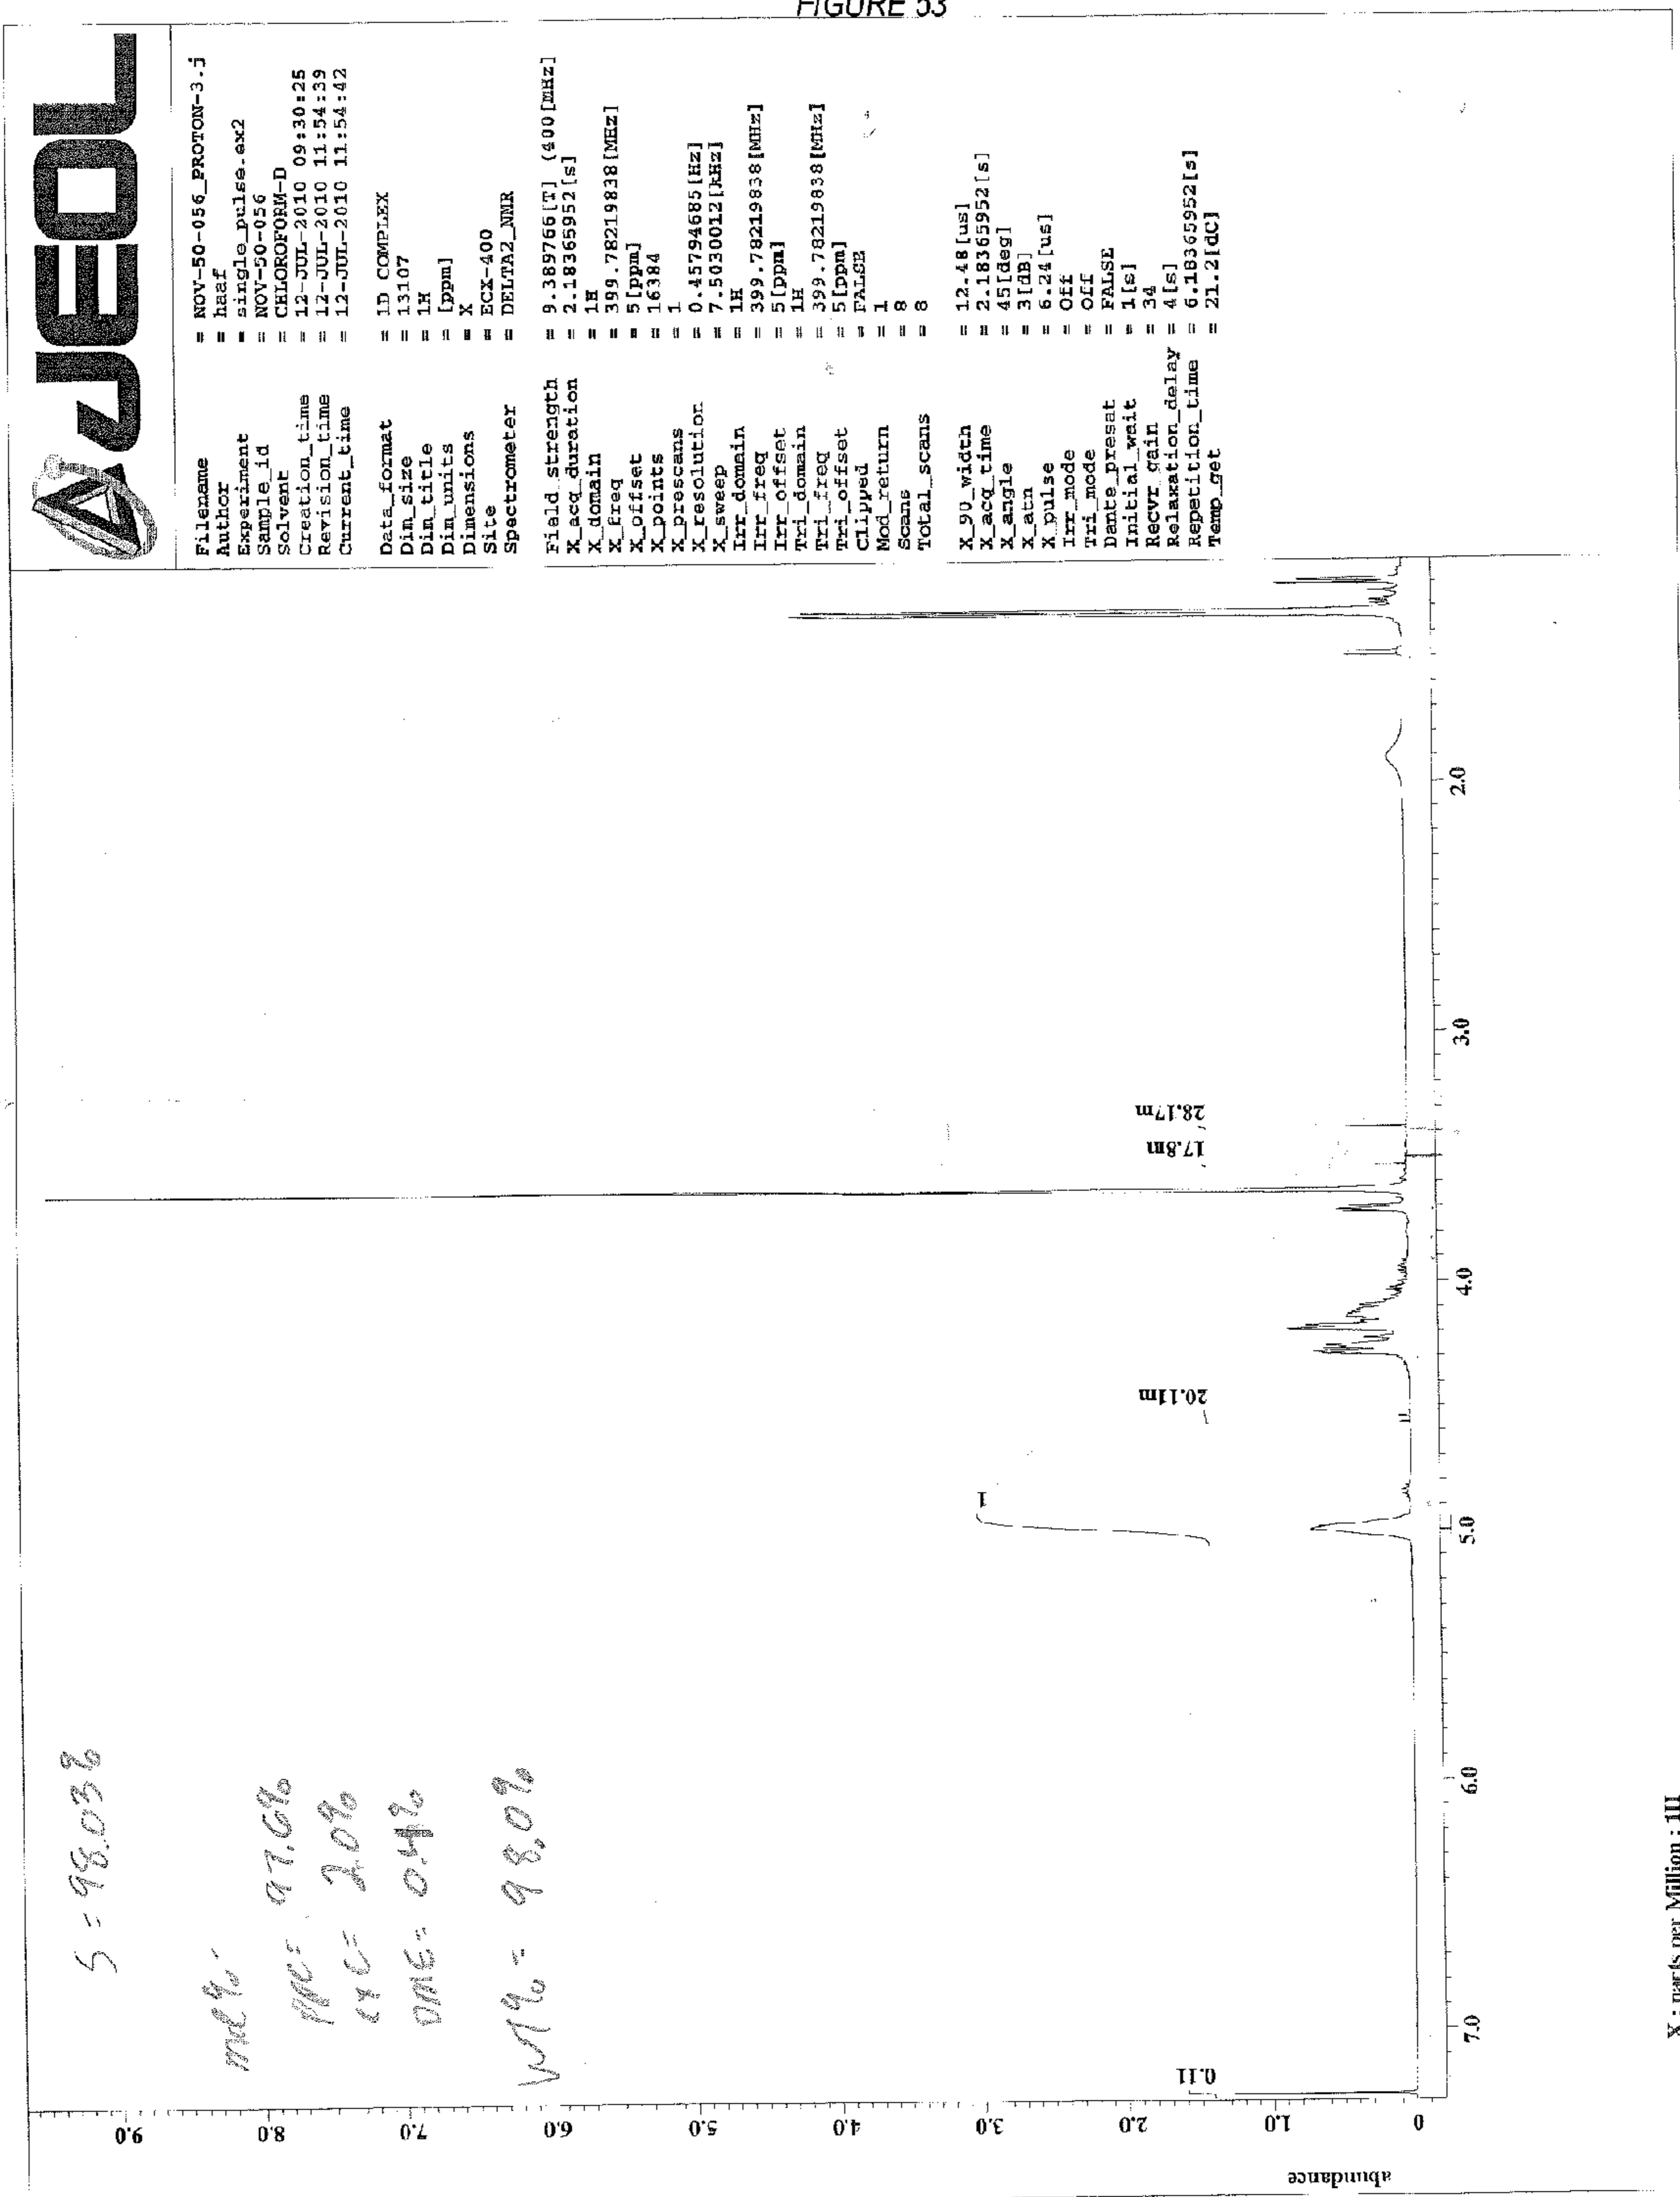 FIGURE 53
JEOL
Filename = NOV-50-056_PROTON-3.j
Author = haaf
Experiment = single_pulse.ex2
Sample_id = NOV-50-056
Solvent = CHLOROFORM-D
Creation_time = 12-JUL-2010 09:30:25
Revision_time = 12-JUL-2010 11:54:39
Current_time = 12-JUL-2010 11:54:42
Data_format = 1D COMPLEX
Dim_size = 13107
Dim_title = 1H
Dim_units = [ppm]
Dimensions = X
Site = ECX-400
Spectrometer = DELTA2_NMR
Field_strength = 9.389766[T] (400[MHz]
X_acq_duration = 2.18365952[s]
X_domain = 1H
X_freq = 399.78219838[MHz]
X_offset = 5[ppm]
X_points = 16384
X_prescans = 1
X_resolution = 0.45794685[Hz]
X_sweep = 7.5030012[kHz]
Irr_domain = 1H
Irr_freq = 399.78219838[MHz]
Irr_offset = 5[ppm]
Tri_domain = 1H
Tri_freq = 399.78219838[MHz]
Tri_offset = 5[ppm]
Clipped = FALSE
Mod_return = 1
Scans = 8
Total_scans = 8
X_90_width = 12.48[us]
X_acq_time = 2.18365952[s]
X_angle = 45[deg]
X_atn = 3[dB]
X_pulse = 6.24[us]
Irr_mode = Off
Tri_mode = Off
Dante_presat = FALSE
Initial_wait = 1[s]
Recvr_gain = 34
Relaxation_delay = 4[s]
Repetition_time = 6.18365952[s]
Temp_get = 21.2[dC]
S = 98.03%
mol%
PPC = 97.6%
2.0%
DME = 0.4%
Wt% = 98.0%
abundance
0 1.0 2.0 3.0 4.0 5.0 6.0 7.0 8.0 9.0
0.11
1
20.11m
17.8m
28.17m
7.0 6.0 5.0 4.0 3.0 2.0
X : parts per Million : 1H